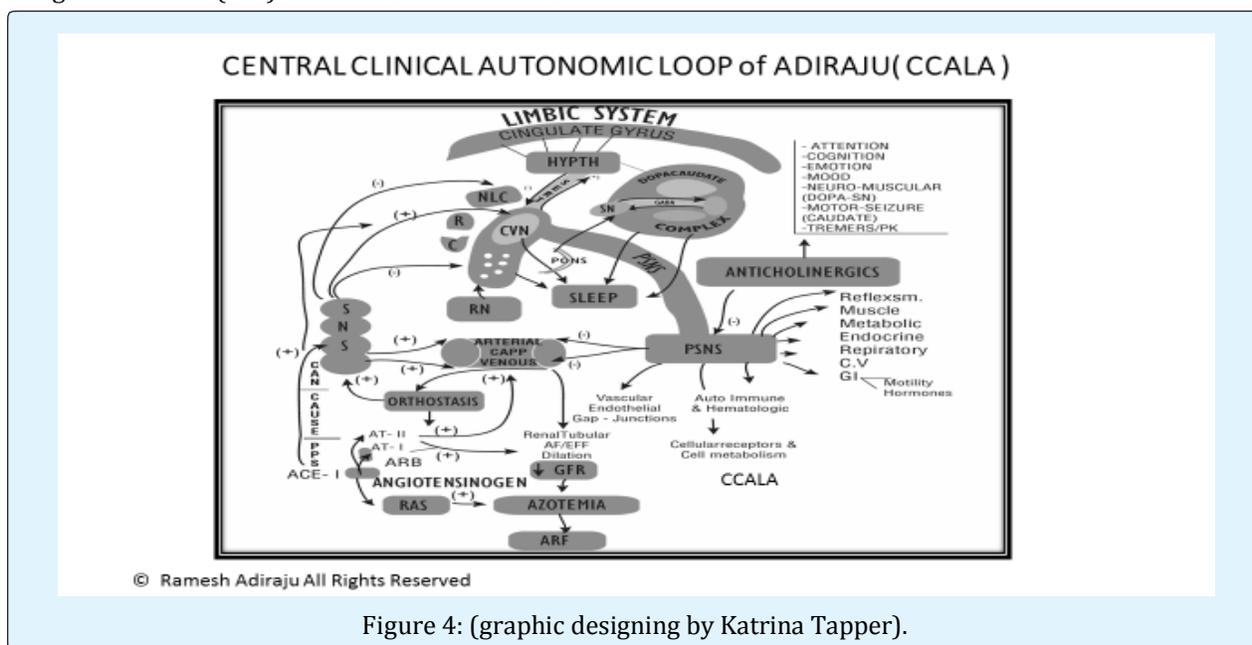 CENTRAL CLINICAL AUTONOMIC LOOP of ADIRAJU( CCALA )
LIMBIC SYSTEM
CINGULATE GYRUS
HYPTH
DOPACAUDATE
COMPLEX
SN
GABA
NLC
(-)
(+)
(-)
R
C
CVN
PONS
PSNS
RN
SLEEP
- ATTENTION
-COGNITION
-EMOTION
-MOOD
-NEURO-MUSCULAR
(DOPA-SN)
-MOTOR-SEIZURE
(CAUDATE)
-TREMERS/PK
ANTICHOLINERGICS
(-)
PSNS
Reflexsm.
Muscle
Metabolic
Endocrine
Repiratory
C.V
GI
Motility
Hormones
S
N
S
(+)
(+)
(+)
(+)
ARTERIAL
CAPP
VENOUS
(-)
(-)
(+)
ORTHOSTASIS
CAN
CAUSE
PPS
AT- II
(+)
AT- I
(+)
ARB
ACE- I
ANGIOTENSINOGEN
RAS
(+)
Vascular
Endothelial
Gap - Junctions
Auto Immune
& Hematologic
Cellularreceptors &
Cell metabolism
RenalTubular
AF/EFF
Dilation
↓ GFR
AZOTEMIA
ARF
CCALA
© Ramesh Adiraju All Rights Reserved
Figure 4: (graphic designing by Katrina Tapper).